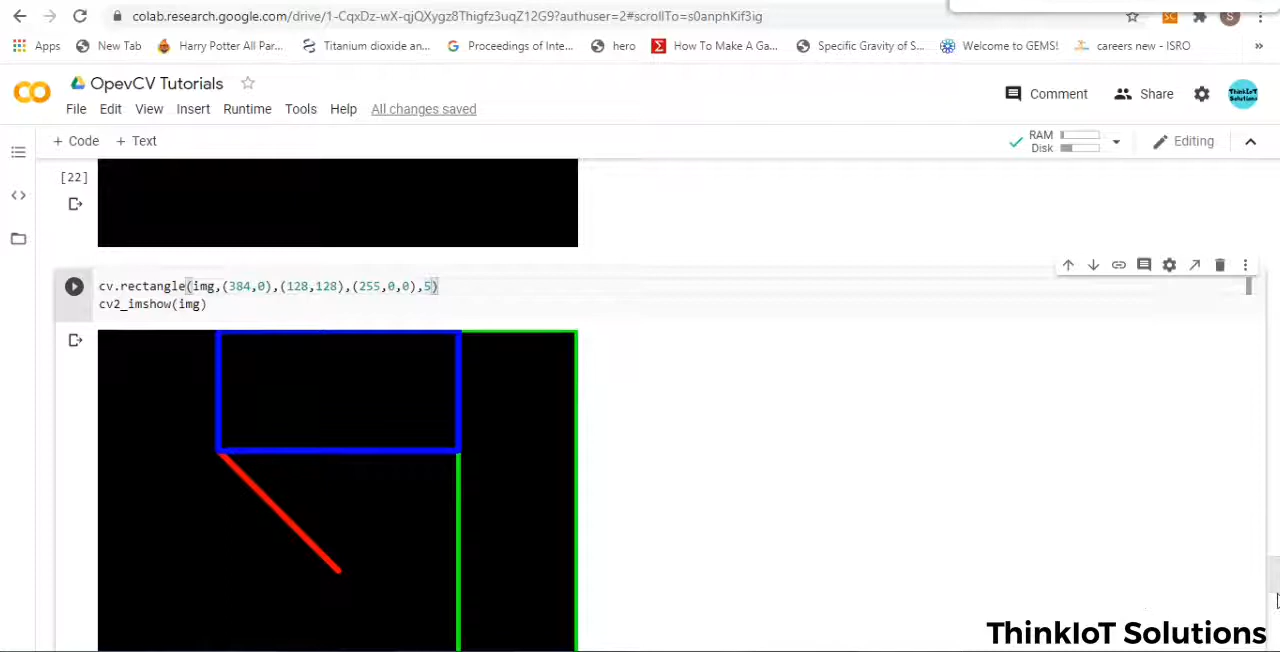 colab.research.google.com/drive/1-CqxDz-wX-qjQXygz8Thigfz3uqZ12G9?authuser=2#scrollTo=s0anphKif3ig
SC S
Apps New Tab Harry Potter All Par... Titanium dioxide an... Proceedings of Inte... hero How To Make A Ga... Specific Gravity of S... Welcome to GEMS! careers new - ISRO »
CO OpevCV Tutorials
File Edit View Insert Runtime Tools Help All changes saved
Comment Share ThinkIoT Solutions
+ Code + Text
RAM
Disk
Editing
[22]
cv.rectangle(img,(384,0),(128,128),(255,0,0),5)
cv2_imshow(img)
ThinkIoT Solutions